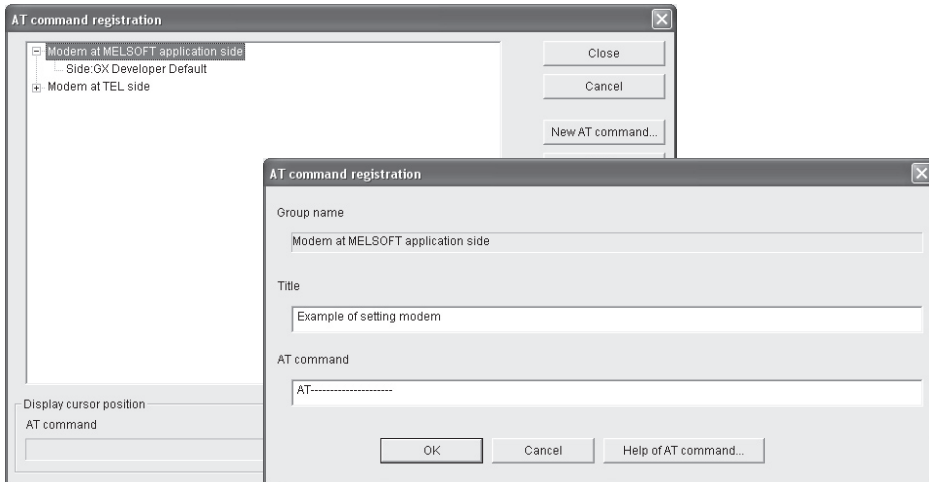 AT command registration
Modem at MELSOFT application side
Side:GX Developer Default
Modem at TEL side
Close
Cancel
New AT command...
Display cursor position
AT command
AT command registration
Group name
Modem at MELSOFT application side
Title
Example of setting modem
AT command
AT---------------------
OK
Cancel
Help of AT command...